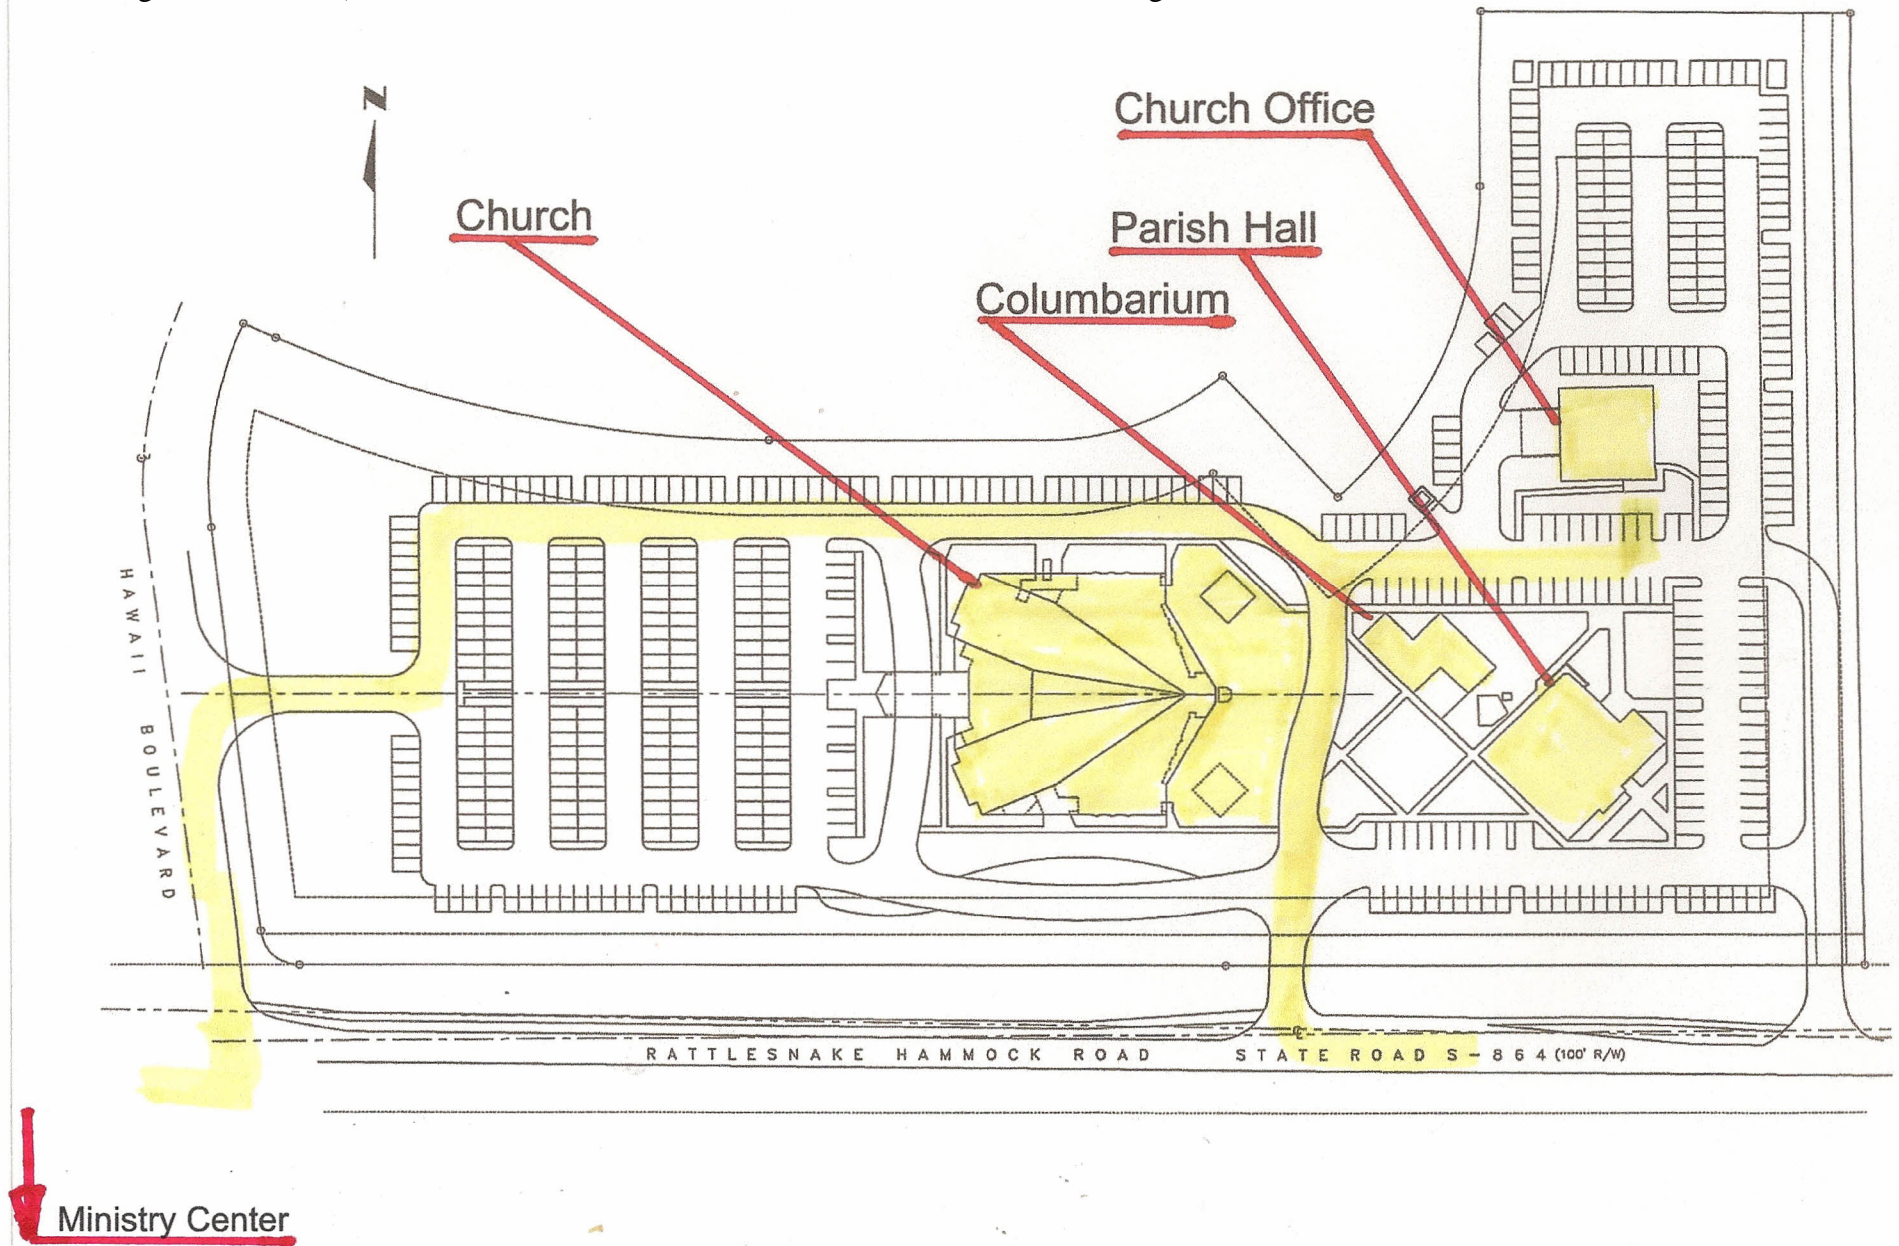 N
Church Office
Church
Parish Hall
Columbarium
HAWAII BOULEVARD
RATTLESNAKE HAMMOCK ROAD STATE ROAD S-864 (100' R/W)
Ministry Center